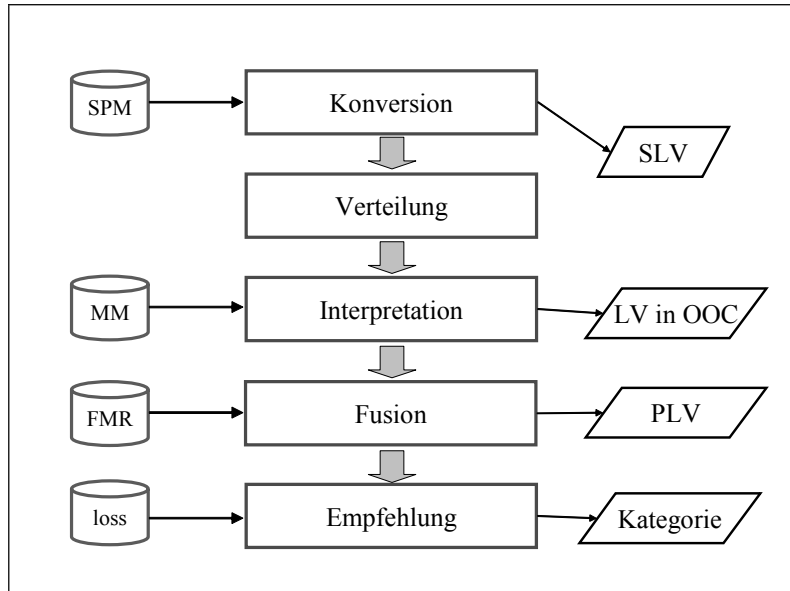 SPM
Konversion
SLV
Verteilung
MM
Interpretation
LV in OOC
FMR
Fusion
PLV
loss
Empfehlung
Kategorie